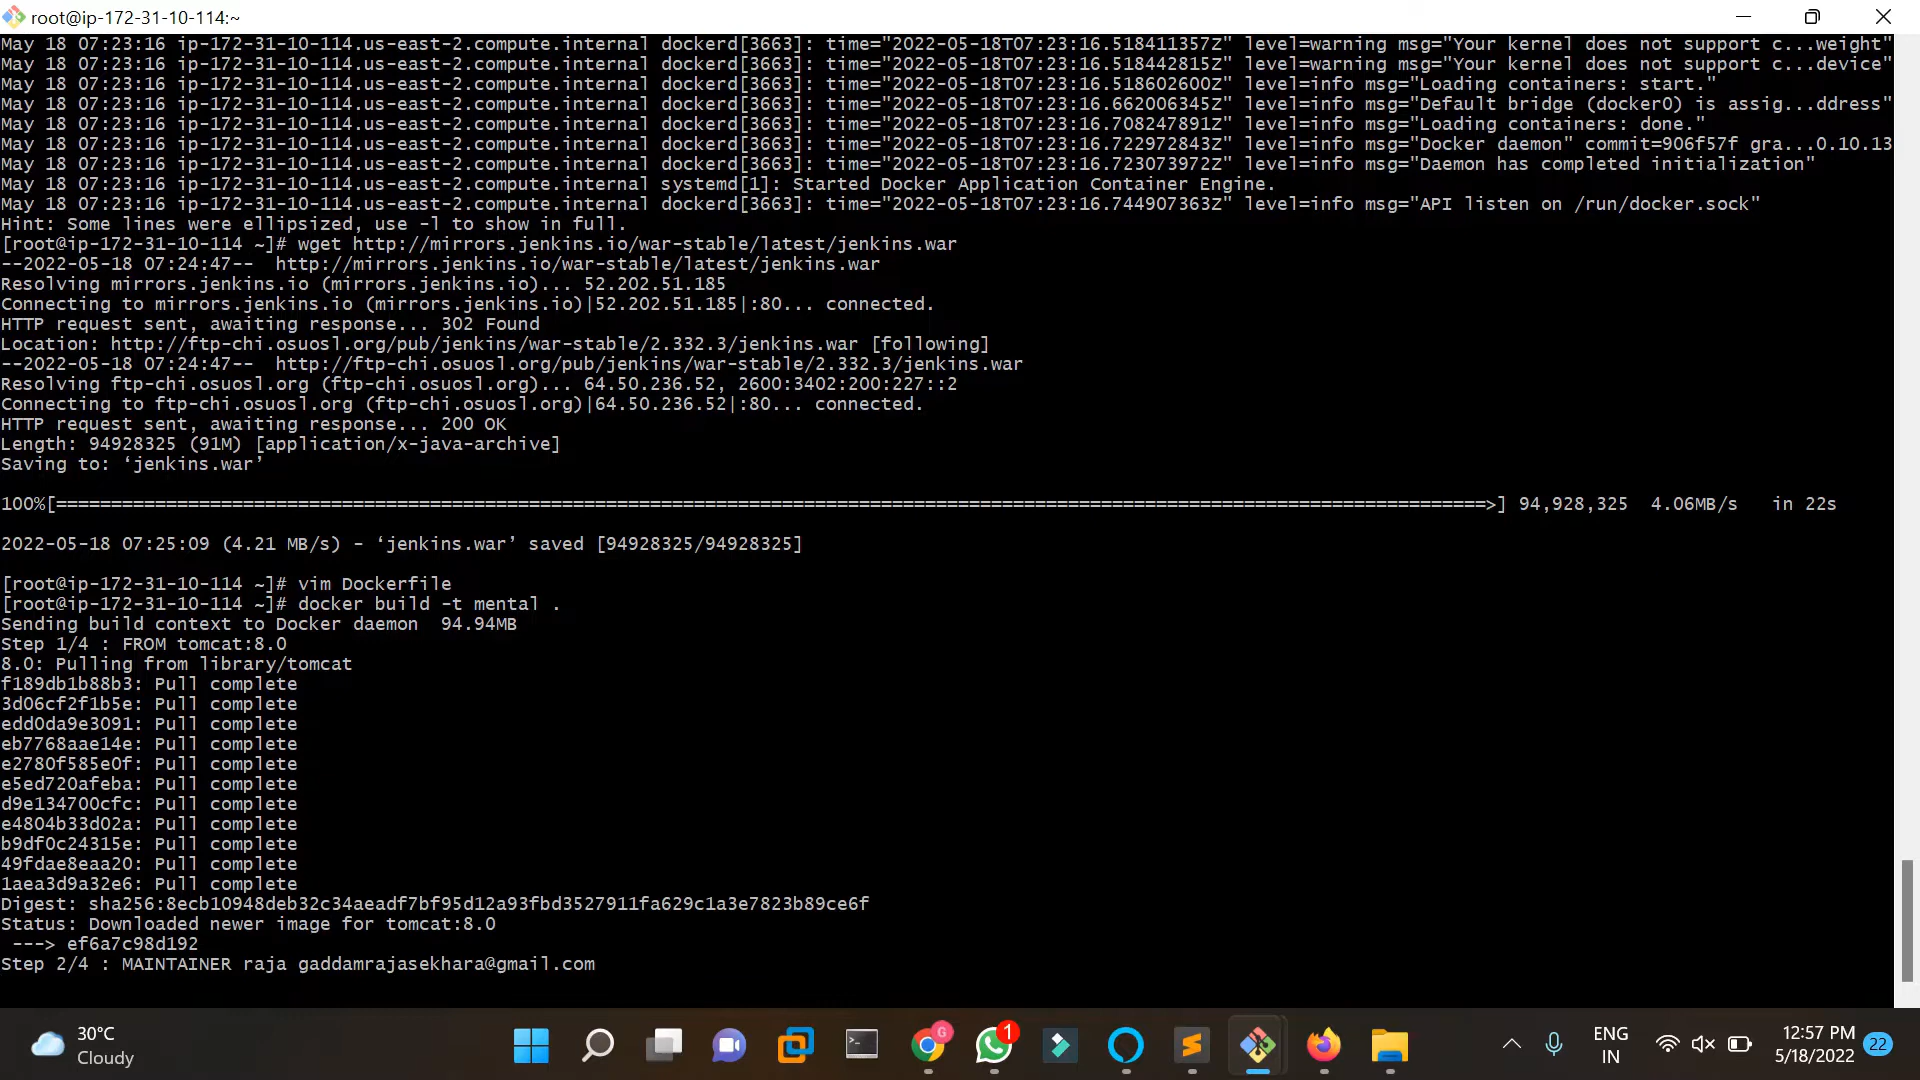 root@ip-172-31-10-114:~
May 18 07:23:16 ip-172-31-10-114.us-east-2.compute.internal dockerd[3663]: time="2022-05-18T07:23:16.518411357Z" level=warning msg="Your kernel does not support c...weight"
May 18 07:23:16 ip-172-31-10-114.us-east-2.compute.internal dockerd[3663]: time="2022-05-18T07:23:16.518442815Z" level=warning msg="Your kernel does not support c...device"
May 18 07:23:16 ip-172-31-10-114.us-east-2.compute.internal dockerd[3663]: time="2022-05-18T07:23:16.518602600Z" level=info msg="Loading containers: start."
May 18 07:23:16 ip-172-31-10-114.us-east-2.compute.internal dockerd[3663]: time="2022-05-18T07:23:16.662006345Z" level=info msg="Default bridge (docker0) is assig...ddress"
May 18 07:23:16 ip-172-31-10-114.us-east-2.compute.internal dockerd[3663]: time="2022-05-18T07:23:16.708247891Z" level=info msg="Loading containers: done."
May 18 07:23:16 ip-172-31-10-114.us-east-2.compute.internal dockerd[3663]: time="2022-05-18T07:23:16.722972843Z" level=info msg="Docker daemon" commit=906f57f gra...0.10.13
May 18 07:23:16 ip-172-31-10-114.us-east-2.compute.internal dockerd[3663]: time="2022-05-18T07:23:16.723073972Z" level=info msg="Daemon has completed initialization"
May 18 07:23:16 ip-172-31-10-114.us-east-2.compute.internal systemd[1]: Started Docker Application Container Engine.
May 18 07:23:16 ip-172-31-10-114.us-east-2.compute.internal dockerd[3663]: time="2022-05-18T07:23:16.744907363Z" level=info msg="API listen on /run/docker.sock"
Hint: Some lines were ellipsized, use -l to show in full.
[root@ip-172-31-10-114 ~]# wget http://mirrors.jenkins.io/war-stable/latest/jenkins.war
--2022-05-18 07:24:47--  http://mirrors.jenkins.io/war-stable/latest/jenkins.war
Resolving mirrors.jenkins.io (mirrors.jenkins.io)... 52.202.51.185
Connecting to mirrors.jenkins.io (mirrors.jenkins.io)|52.202.51.185|:80... connected.
HTTP request sent, awaiting response... 302 Found
Location: http://ftp-chi.osuosl.org/pub/jenkins/war-stable/2.332.3/jenkins.war [following]
--2022-05-18 07:24:47--  http://ftp-chi.osuosl.org/pub/jenkins/war-stable/2.332.3/jenkins.war
Resolving ftp-chi.osuosl.org (ftp-chi.osuosl.org)... 64.50.236.52, 2600:3402:200:227::2
Connecting to ftp-chi.osuosl.org (ftp-chi.osuosl.org)|64.50.236.52|:80... connected.
HTTP request sent, awaiting response... 200 OK
Length: 94928325 (91M) [application/x-java-archive]
Saving to: ‘jenkins.war’
100%[==================================================================================================================================>] 94,928,325  4.06MB/s   in 22s
2022-05-18 07:25:09 (4.21 MB/s) - ‘jenkins.war’ saved [94928325/94928325]
[root@ip-172-31-10-114 ~]# vim Dockerfile
[root@ip-172-31-10-114 ~]# docker build -t mental .
Sending build context to Docker daemon  94.94MB
Step 1/4 : FROM tomcat:8.0
8.0: Pulling from library/tomcat
f189db1b88b3: Pull complete
3d06cf2f1b5e: Pull complete
edd0da9e3091: Pull complete
eb7768aae14e: Pull complete
e2780f585e0f: Pull complete
e5ed720afeba: Pull complete
d9e134700cfc: Pull complete
e4804b33d02a: Pull complete
b9df0c24315e: Pull complete
49fdae8eaa20: Pull complete
1aea3d9a32e6: Pull complete
Digest: sha256:8ecb10948deb32c34aeadf7bf95d12a93fbd3527911fa629c1a3e7823b89ce6f
Status: Downloaded newer image for tomcat:8.0
 ---> ef6a7c98d192
Step 2/4 : MAINTAINER raja gaddamrajasekhara@gmail.com
30°C
Cloudy
G
1
ENG
IN
12:57 PM
5/18/2022
22